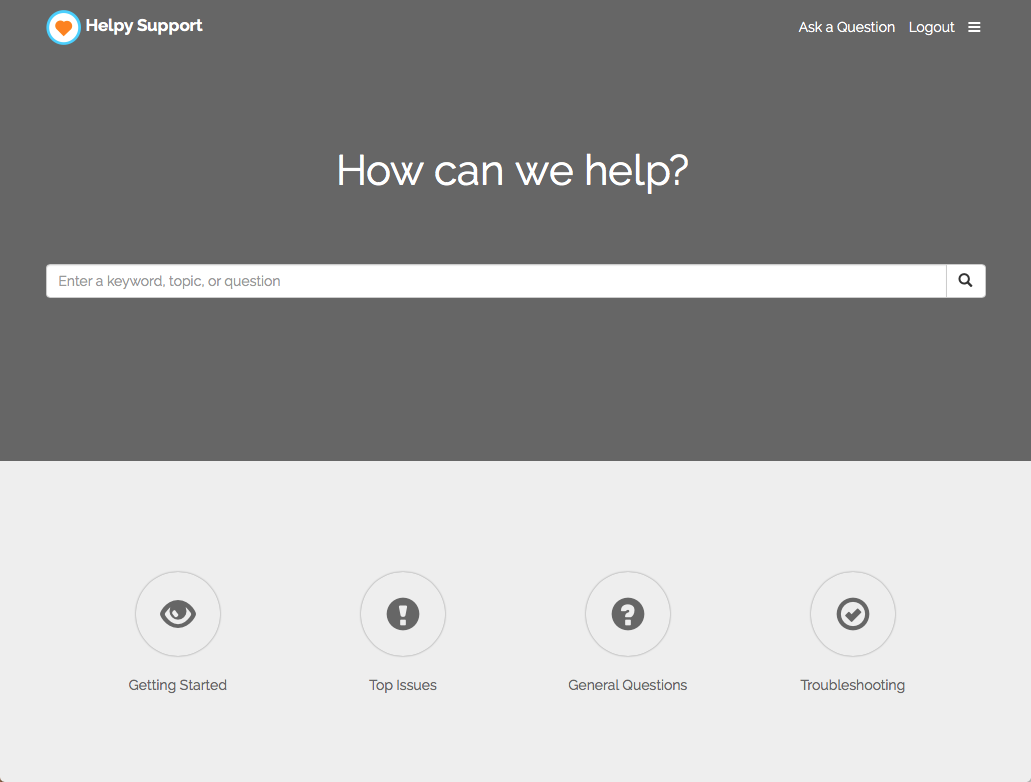 Helpy Support
Ask a Question Logout
How can we help?
Enter a keyword, topic, or question
Getting Started Top Issues General Questions Troubleshooting